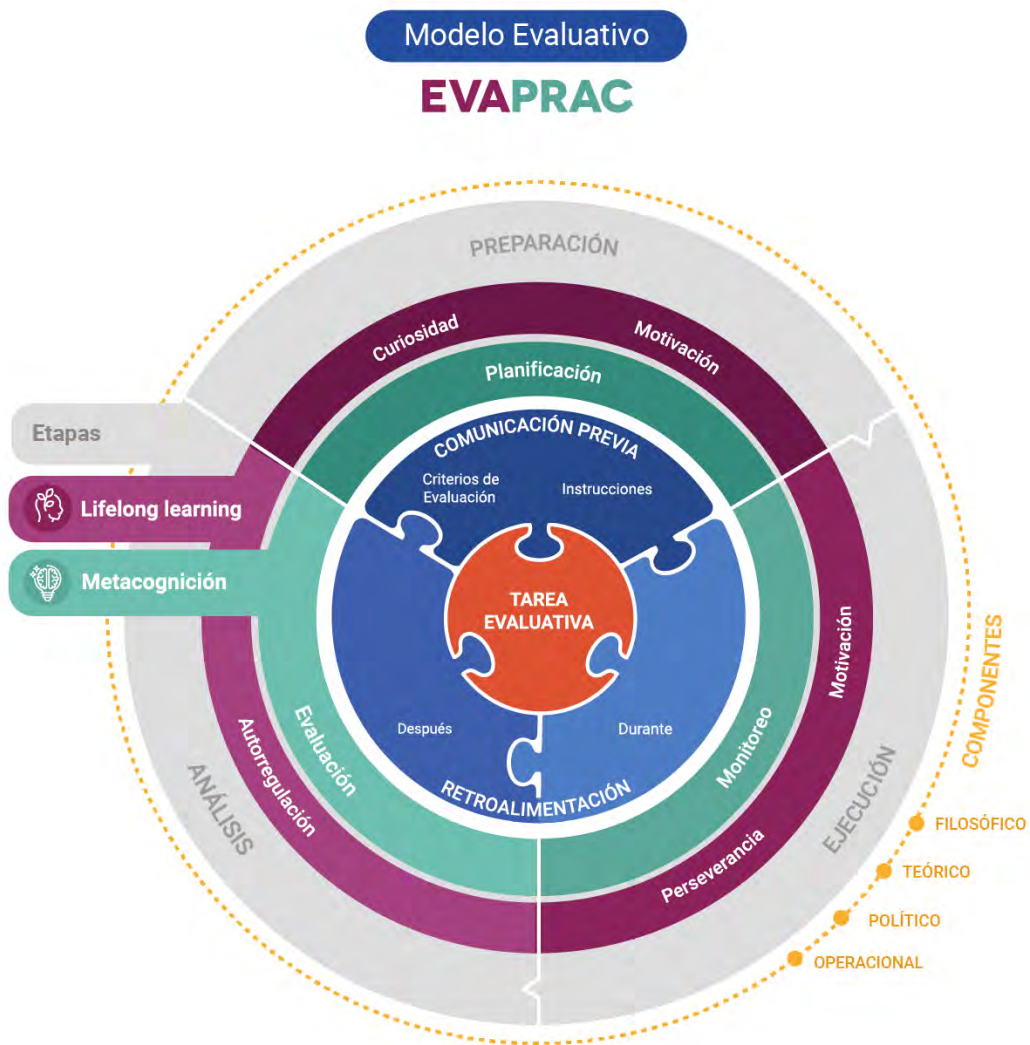 Modelo Evaluativo
EVAPRAC
PREPARACIÓN
Curiosidad
Motivación
Planificación
COMUNICACIÓN PREVIA
Criterios de
Evaluación
Instrucciones
Etapas
Lifelong learning
Metacognición
TAREA
EVALUATIVA
Motivación
Monitoreo
Perseverancia
EJECUCIÓN
Durante
Después
RETROALIMENTACIÓN
Evaluación
Autorregulación
ANÁLISIS
COMPONENTES
FILOSÓFICO
TEÓRICO
POLÍTICO
OPERACIONAL